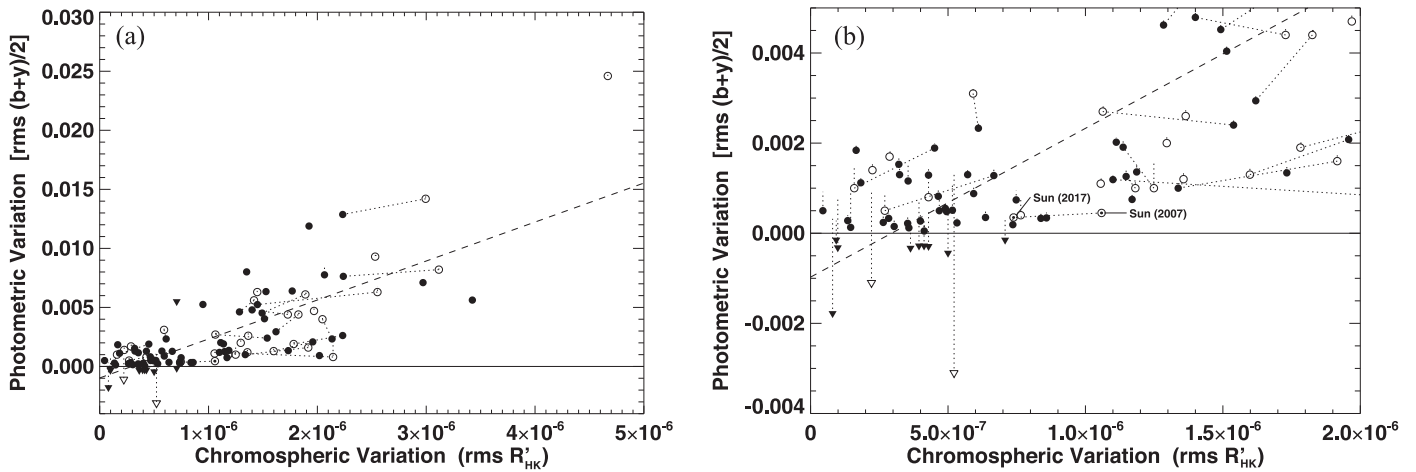 (a)
Photometric Variation [rms (b+y)/2]
0.030
0.025
0.020
0.015
0.010
0.005
0.000
0
1×10⁻⁶
2×10⁻⁶
3×10⁻⁶
4×10⁻⁶
5×10⁻⁶
Chromospheric Variation (rms R'HK)
(b)
Photometric Variation [rms (b+y)/2]
0.004
0.002
0.000
-0.002
-0.004
Sun (2017)
Sun (2007)
0
5.0×10⁻⁷
1.0×10⁻⁶
1.5×10⁻⁶
2.0×10⁻⁶
Chromospheric Variation (rms R'HK)